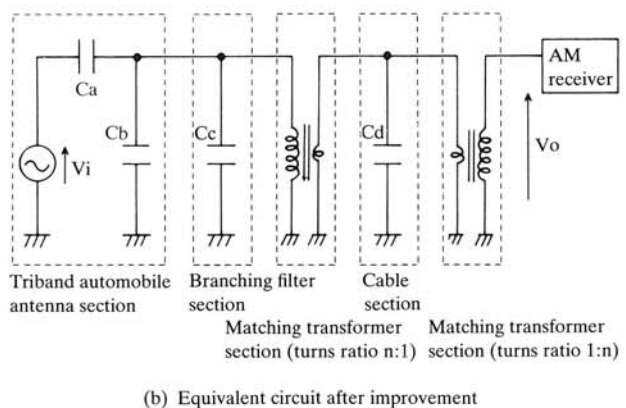 Ca
Cb
Cc
Cd
Vi
AM
receiver
Vo
Triband automobile
antenna section
Branching filter
section
Cable
section
Matching transformer
section (turns ratio n:1)
Matching transformer
section (turns ratio 1:n)
(b) Equivalent circuit after improvement